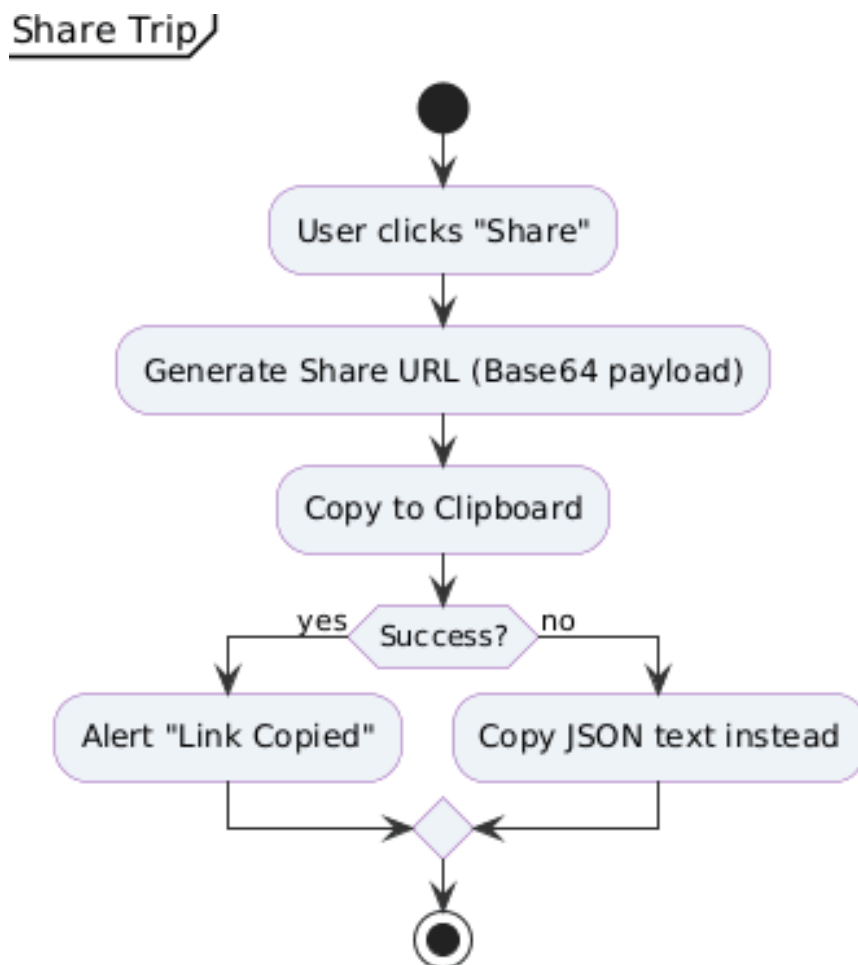 Share Trip
User clicks "Share"
Generate Share URL (Base64 payload)
Copy to Clipboard
yes
Success?
no
Alert "Link Copied"
Copy JSON text instead